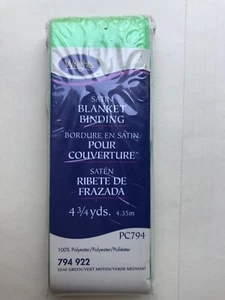 SATIN
BLANKET
BINDING
BORDURE EN SATIN
POUR
COUVERTURE™
SATÉN
RIBETE DE
FRAZADA
4 3/4 yds. 4.35m
PC794
100% Polyester/Polyester/Poliéster
794 922